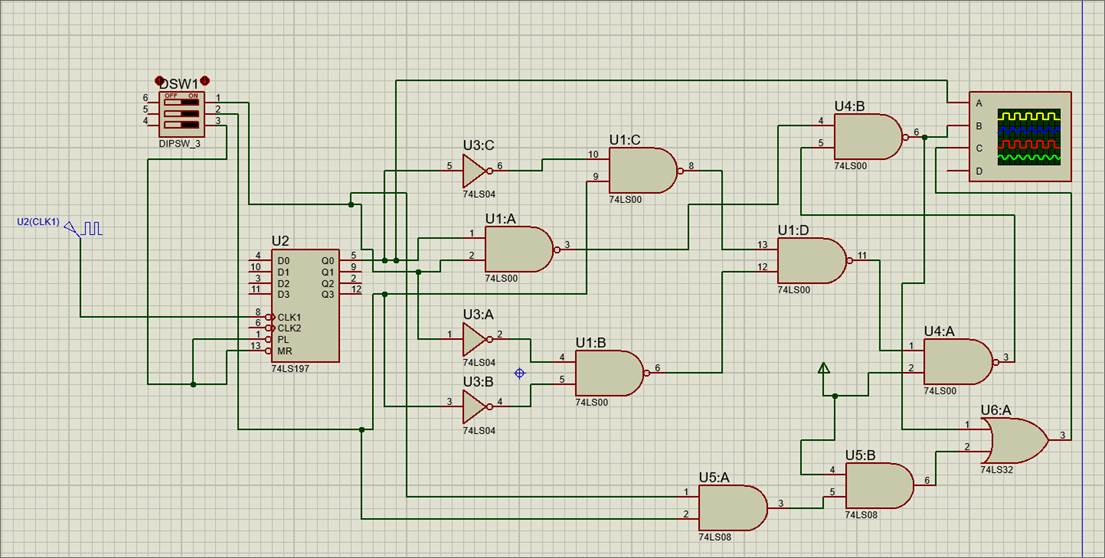 DSW1
OFF ON
6 1
5 2
4 3
DIPSW_3
U2(CLK1)
U2
4 D0 Q0 5
10 D1 Q1 9
3 D2 Q2 2
11 D3 Q3 12
8 CLK1
6 CLK2
1 PL
13 MR
74LS197
U3:C
5 6
74LS04
U1:C
10
9
8
74LS00
U1:A
1
2
3
74LS00
U3:A
1 2
74LS04
U3:B
3 4
74LS04
U1:B
4
5
6
74LS00
U4:B
4
5
6
74LS00
U1:D
13
12
11
74LS00
A
B
C
D
U4:A
1
2
3
74LS00
U6:A
1
2
3
74LS32
U5:B
4
5
6
74LS08
U5:A
1
2
3
74LS08